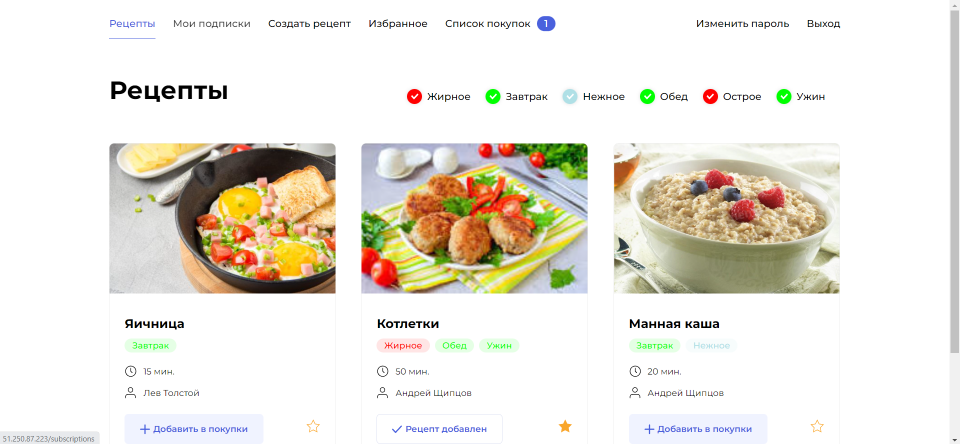 Рецепты Мои подписки Создать рецепт Избранное Список покупок 1 Изменить пароль Выход
Рецепты
Жирное Завтрак Нежное Обед Острое Ужин
Яичница
Завтрак
15 мин.
Лев Толстой
Добавить в покупки
Котлетки
Жирное Обед Ужин
50 мин.
Андрей Щипцов
Рецепт добавлен
Манная каша
Завтрак Нежное
20 мин.
Андрей Щипцов
Добавить в покупки
51.250.87.223/subscriptions